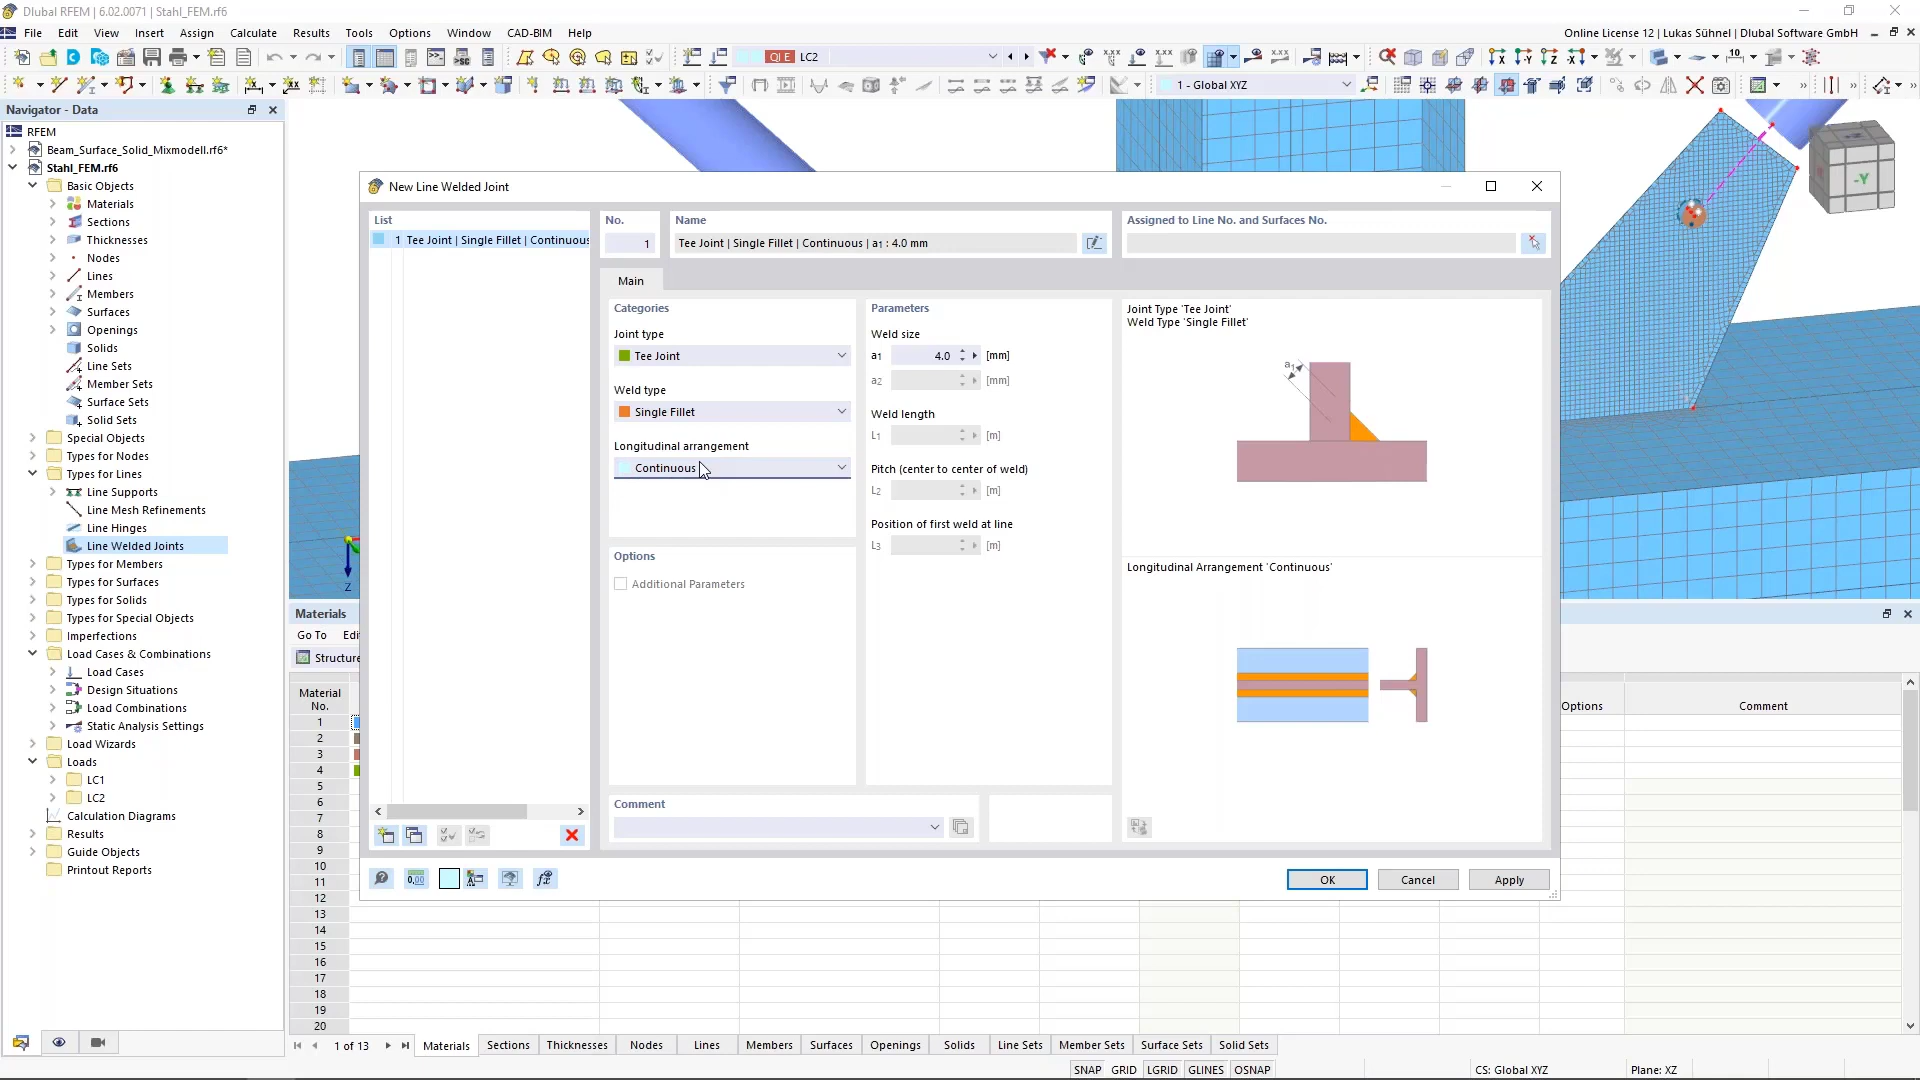 Dlubal RFEM | 6.02.0071 | Stahl_FEM.rf6
File Edit View Insert Assign Calculate Results Tools Options Window CAD-BIM Help
Online License 12 | Lukas Sühnel | Dlubal Software GmbH
QI E LC2
1 - Global XYZ
Navigator - Data
RFEM
Beam_Surface_Solid_Mixmodell.rf6*
Stahl_FEM.rf6
Basic Objects
Materials
Sections
Thicknesses
Nodes
Lines
Members
Surfaces
Openings
Solids
Line Sets
Member Sets
Surface Sets
Solid Sets
Special Objects
Types for Nodes
Types for Lines
Line Supports
Line Mesh Refinements
Line Hinges
Line Welded Joints
Types for Members
Types for Surfaces
Types for Solids
Types for Special Objects
Imperfections
Load Cases & Combinations
Load Cases
Design Situations
Load Combinations
Static Analysis Settings
Load Wizards
Loads
LC1
LC2
Calculation Diagrams
Results
Guide Objects
Printout Reports
New Line Welded Joint
List
1 Tee Joint | Single Fillet | Continuous
No.
1
Name
Tee Joint | Single Fillet | Continuous | a1 : 4.0 mm
Assigned to Line No. and Surfaces No.
Main
Categories
Joint type
Tee Joint
Weld type
Single Fillet
Longitudinal arrangement
Continuous
Options
Additional Parameters
Parameters
Weld size
a1 4.0 [mm]
a2 [mm]
Weld length
L1 [m]
Pitch (center to center of weld)
L2 [m]
Position of first weld at line
L3 [m]
Joint Type 'Tee Joint'
Weld Type 'Single Fillet'
a1
Longitudinal Arrangement 'Continuous'
Comment
OK Cancel Apply
-Y
Z
Materials
Go To Edi
Structure
Material
No.
Options
Comment
1
2
3
4
5
6
7
8
9
10
11
12
13
14
15
16
17
18
19
20
1 of 13
Materials Sections Thicknesses Nodes Lines Members Surfaces Openings Solids Line Sets Member Sets Surface Sets Solid Sets
SNAP GRID LGRID GLINES OSNAP
CS: Global XYZ
Plane: XZ